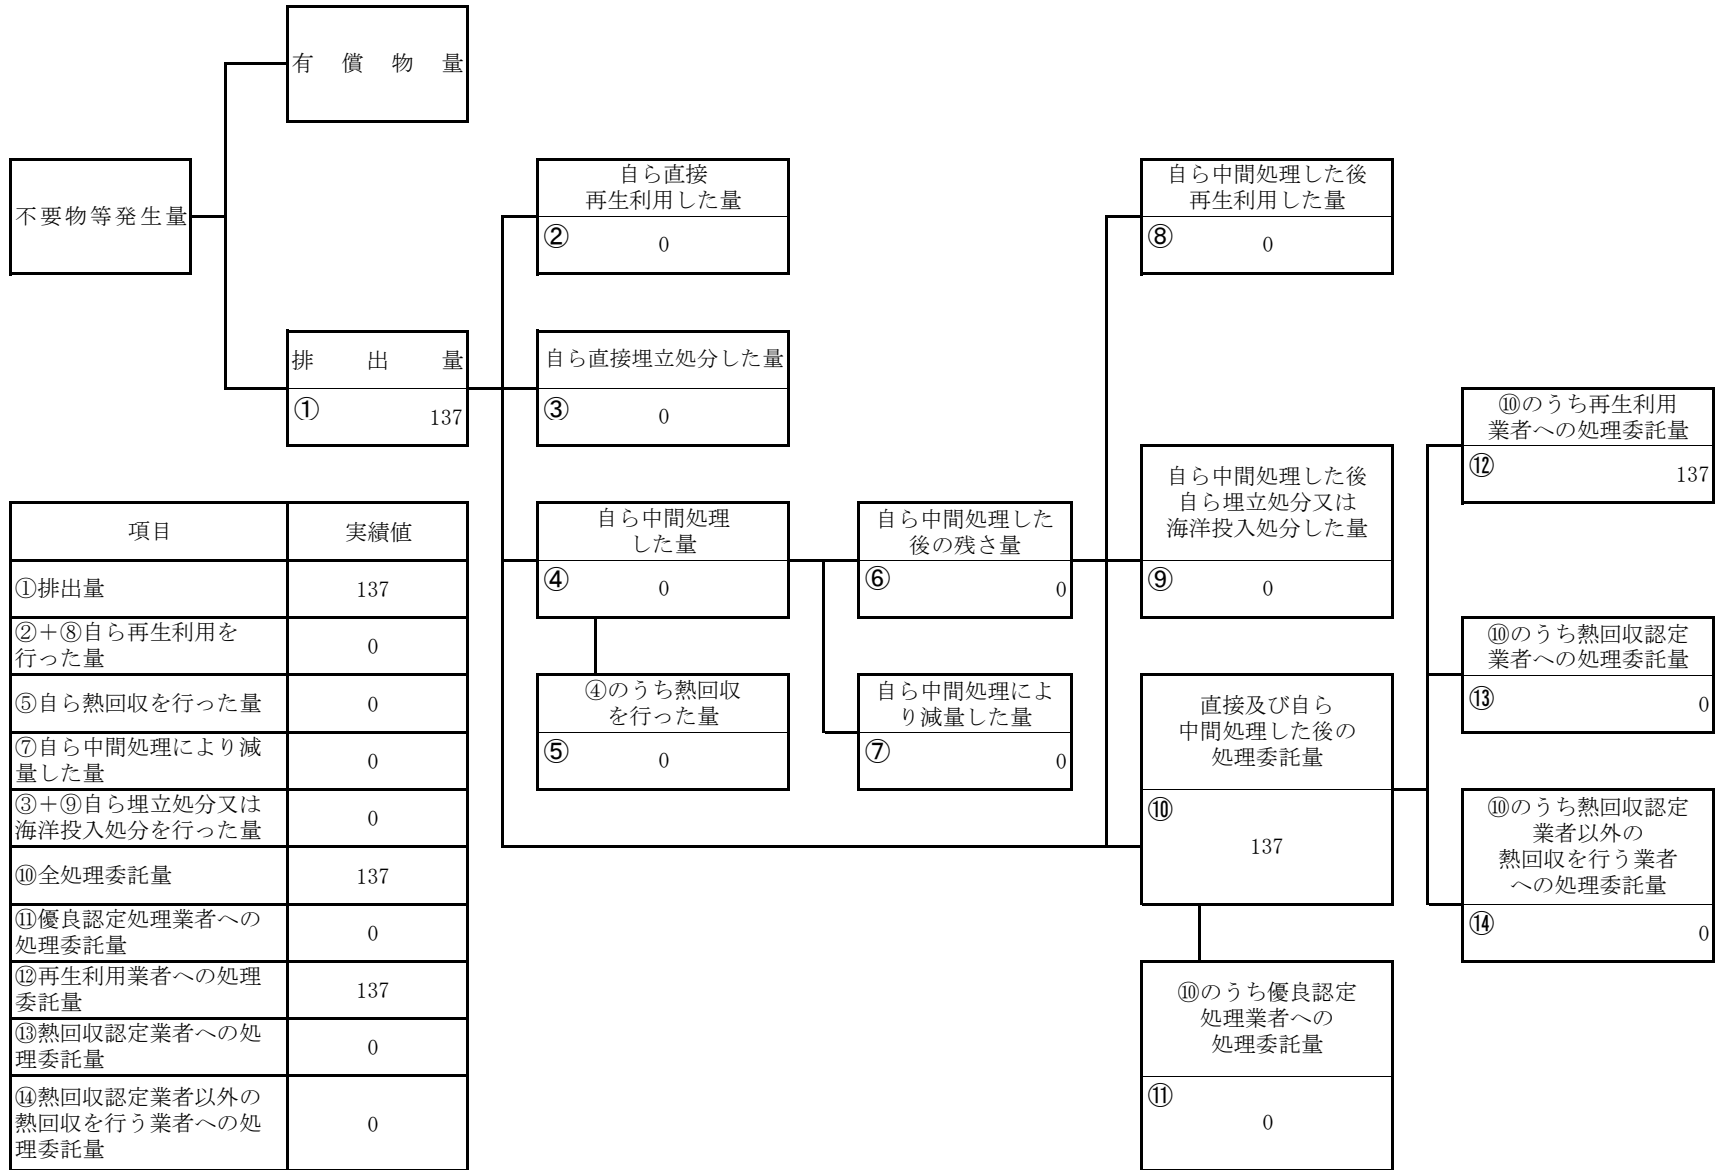 有償物量
不要物等発生量
排出量
①
137
自ら直接
再生利用した量
②
0
自ら直接埋立処分した量
③
0
自ら中間処理
した量
④
0
④のうち熱回収
を行った量
⑤
0
自ら中間処理した
後の残さ量
⑥
0
自ら中間処理によ
り減量した量
⑦
0
自ら中間処理した後
再生利用した量
⑧
0
自ら中間処理した後
自ら埋立処分又は
海洋投入処分した量
⑨
0
直接及び自ら
中間処理した後の
処理委託量
⑩
137
⑩のうち優良認定
処理業者への
処理委託量
⑪
0
⑩のうち再生利用
業者への処理委託量
⑫
137
⑩のうち熱回収認定
業者への処理委託量
⑬
0
⑩のうち熱回収認定
業者以外の
熱回収を行う業者
への処理委託量
⑭
0
項目 実績値
①排出量 137
②＋⑧自ら再生利用を
行った量 0
⑤自ら熱回収を行った量 0
⑦自ら中間処理により減
量した量 0
③＋⑨自ら埋立処分又は
海洋投入処分を行った量 0
⑩全処理委託量 137
⑪優良認定処理業者への
処理委託量 0
⑫再生利用業者への処理
委託量 137
⑬熱回収認定業者への処
理委託量 0
⑭熱回収認定業者以外の
熱回収を行う業者への処
理委託量 0